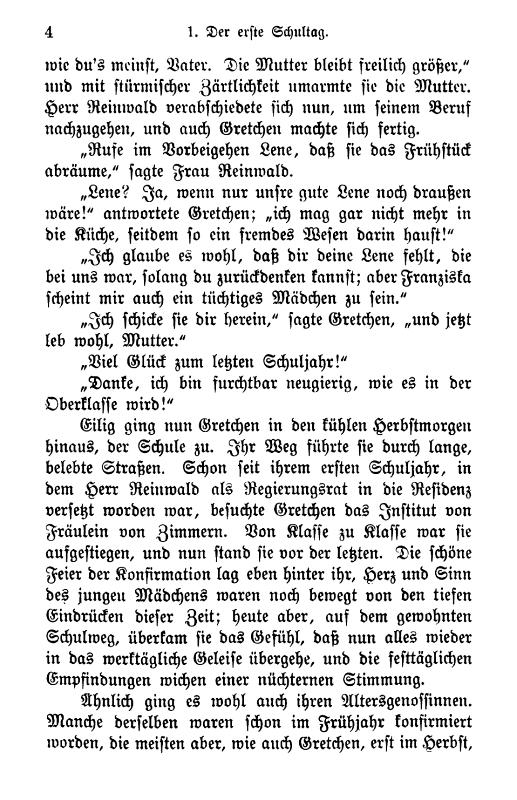 4 1. Der erste Schultag.
wie du's meinst, Vater. Die Mutter bleibt freilich größer,“
und mit stürmischer Zärtlichkeit umarmte sie die Mutter.
Herr Reinwald verabschiedete sich nun, um seinem Beruf
nachzugehen, und auch Gretchen machte sich fertig.
„Rufe im Vorbeigehen Lene, daß sie das Frühstück
abräume,“ sagte Frau Reinwald.
„Lene? Ja, wenn nur unsre gute Lene noch draußen
wäre!“ antwortete Gretchen; „ich mag gar nicht mehr in
die Küche, seitdem so ein fremdes Wesen darin haust!“
„Ich glaube es wohl, daß dir deine Lene fehlt, die
bei uns war, solang du zurückdenken kannst; aber Franziska
scheint mir auch ein tüchtiges Mädchen zu sein.“
„Ich schicke sie dir herein,“ sagte Gretchen, „und jetzt
leb wohl, Mutter.“
„Viel Glück zum letzten Schuljahr!“
„Danke, ich bin furchtbar neugierig, wie es in der
Oberklasse wird!“
Eilig ging nun Gretchen in den kühlen Herbstmorgen
hinaus, der Schule zu. Ihr Weg führte sie durch lange,
belebte Straßen. Schon seit ihrem ersten Schuljahr, in
dem Herr Reinwald als Regierungsrat in die Residenz
versetzt worden war, besuchte Gretchen das Institut von
Fräulein von Zimmern. Von Klasse zu Klasse war sie
aufgestiegen, und nun stand sie vor der letzten. Die schöne
Feier der Konfirmation lag eben hinter ihr, Herz und Sinn
des jungen Mädchens waren noch bewegt von den tiefen
Eindrücken dieser Zeit; heute aber, auf dem gewohnten
Schulweg, überkam sie das Gefühl, daß nun alles wieder
in das werktägliche Geleise übergehe, und die festtäglichen
Empfindungen wichen einer nüchternen Stimmung.
Ähnlich ging es wohl auch ihren Altersgenossinnen.
Manche derselben waren schon im Frühjahr konfirmiert
worden, die meisten aber, wie auch Gretchen, erst im Herbst,